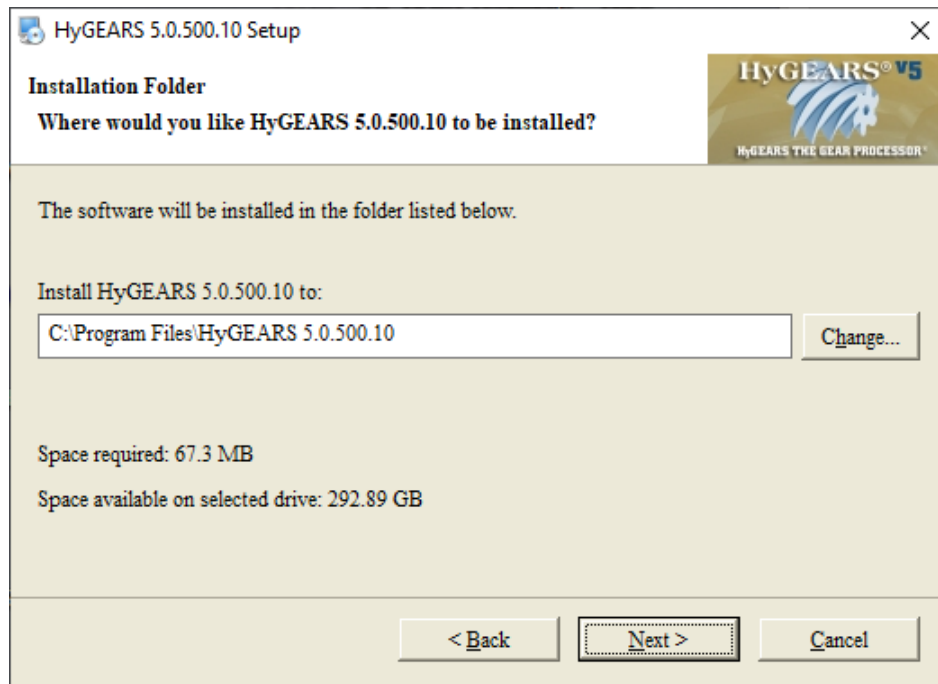 HyGEARS 5.0.500.10 Setup
HyGEARS® V5
HyGEARS THE GEAR PROCESSOR®
Installation Folder
Where would you like HyGEARS 5.0.500.10 to be installed?
The software will be installed in the folder listed below.
Install HyGEARS 5.0.500.10 to:
C:\Program Files\HyGEARS 5.0.500.10
Change...
Space required: 67.3 MB
Space available on selected drive: 292.89 GB
< Back
Next >
Cancel